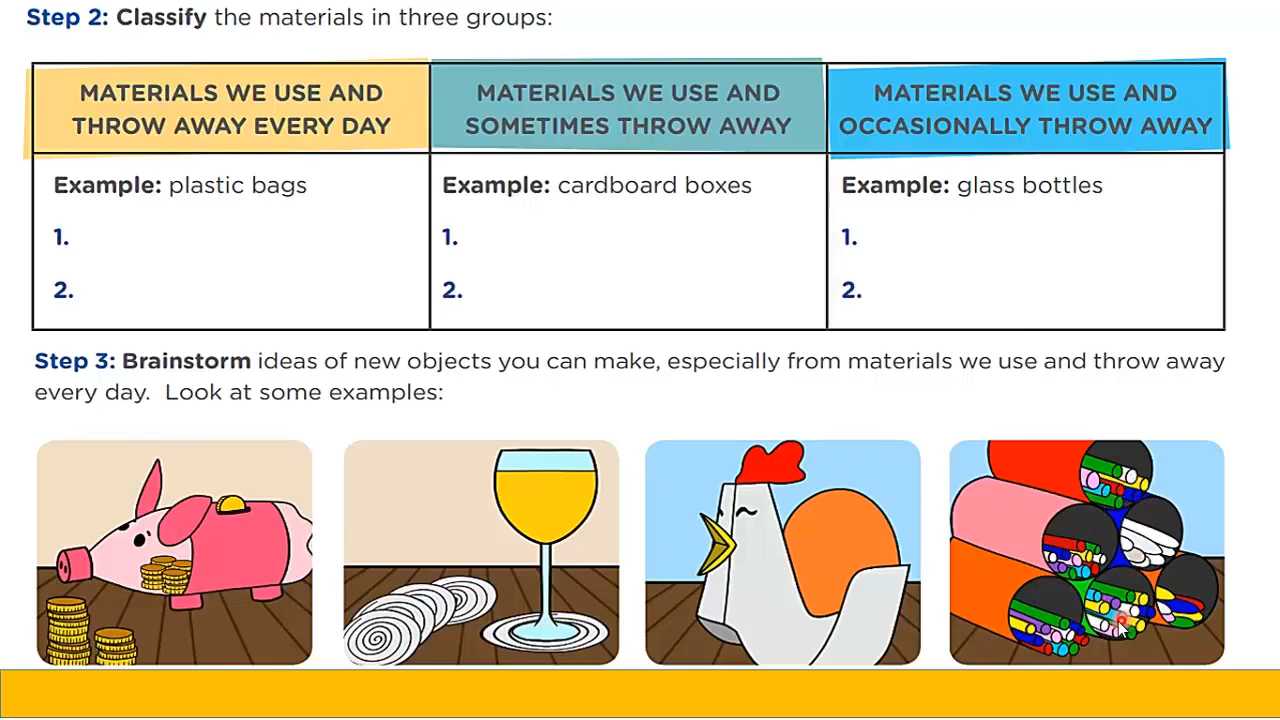 Step 2: Classify the materials in three groups:
MATERIALS WE USE AND
THROW AWAY EVERY DAY
MATERIALS WE USE AND
SOMETIMES THROW AWAY
MATERIALS WE USE AND
OCCASIONALLY THROW AWAY
Example: plastic bags
1.
2.
Example: cardboard boxes
1.
2.
Example: glass bottles
1.
2.
Step 3: Brainstorm ideas of new objects you can make, especially from materials we use and throw away
every day. Look at some examples: